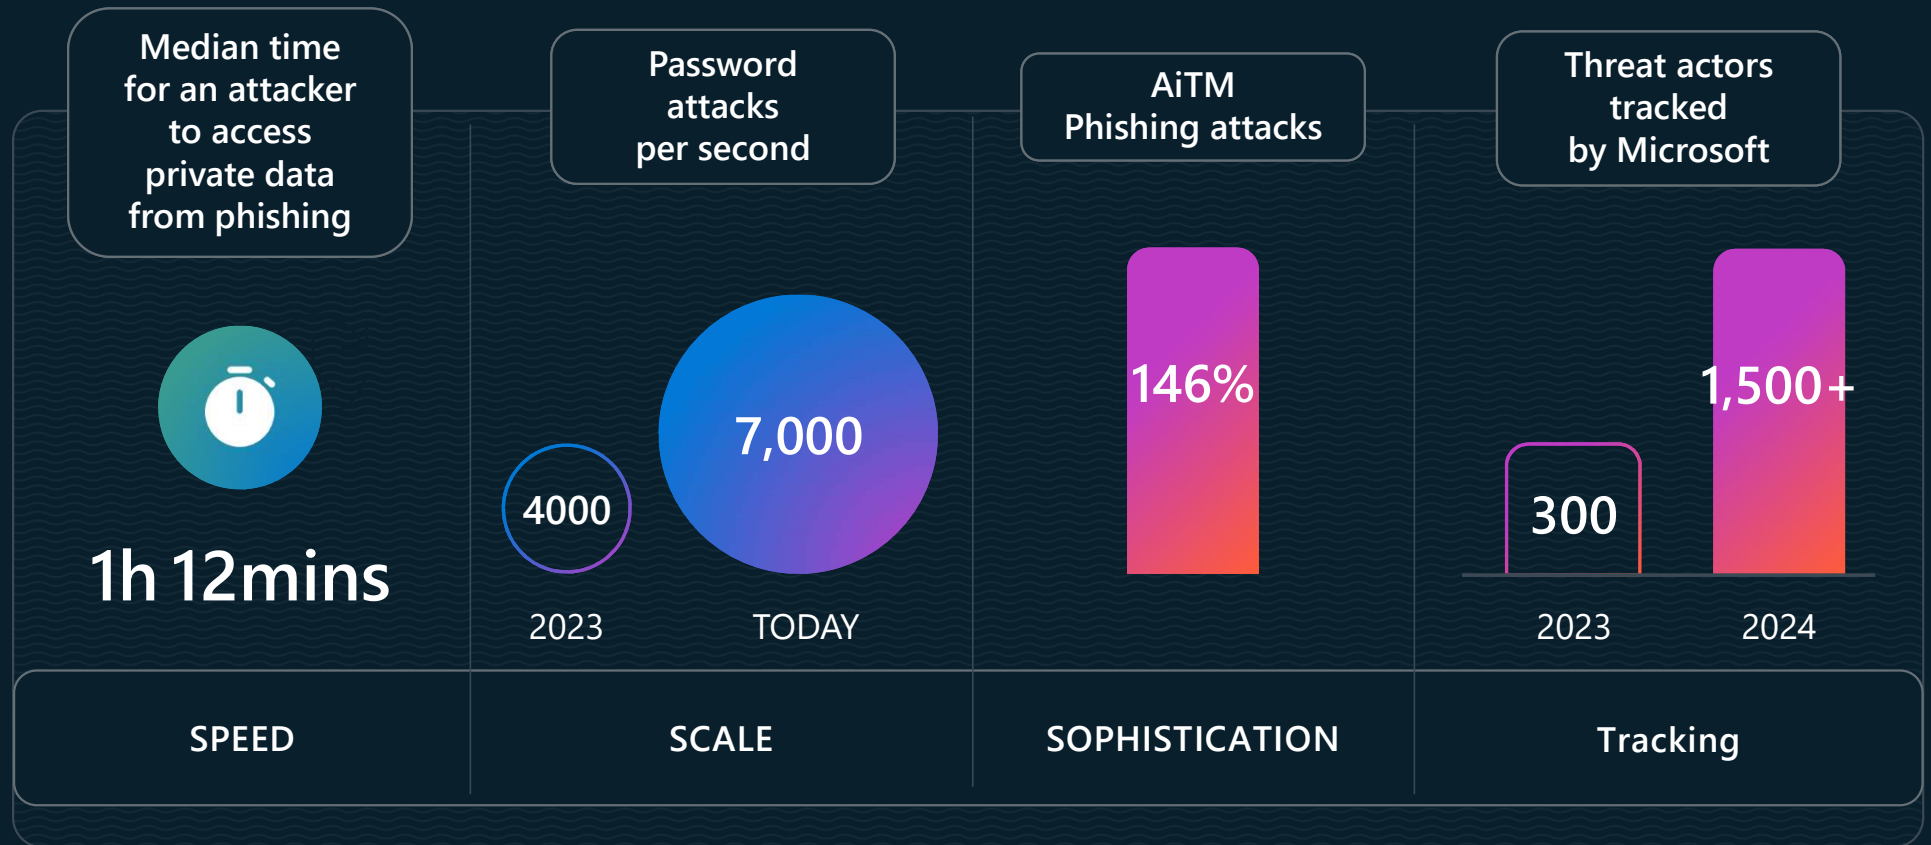 Median time
for an attacker
to access
private data
from phishing
1h 12mins
SPEED
Password
attacks
per second
4000
7,000
2023
TODAY
SCALE
AiTM
Phishing attacks
146%
SOPHISTICATION
Threat actors
tracked
by Microsoft
300
1,500+
2023
2024
Tracking